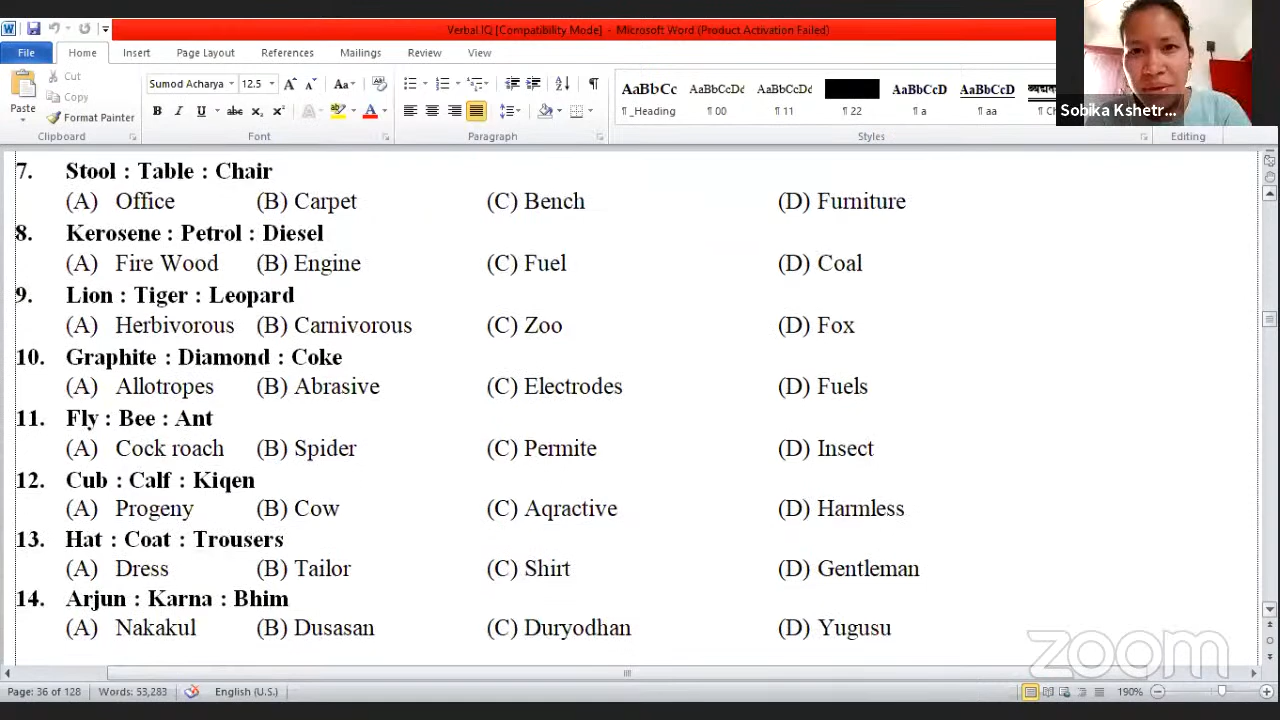 Verbal IQ [Compatibility Mode] - Microsoft Word (Product Activation Failed)
File Home Insert Page Layout References Mailings Review View
Cut
Sumod Acharya 12.5 Aa
AaBbCc AaBbCcDd AaBbCcDd AaBbCcD AaBbCcD
Paste Copy
Format Painter B I U abc x₂ x² A A
¶ _Heading ¶ 00 ¶ 11 ¶ 22 ¶ a ¶ aa
Sobika Kshetr...
Clipboard Font Paragraph Styles Editing
7. Stool : Table : Chair
(A) Office (B) Carpet (C) Bench (D) Furniture
8. Kerosene : Petrol : Diesel
(A) Fire Wood (B) Engine (C) Fuel (D) Coal
9. Lion : Tiger : Leopard
(A) Herbivorous (B) Carnivorous (C) Zoo (D) Fox
10. Graphite : Diamond : Coke
(A) Allotropes (B) Abrasive (C) Electrodes (D) Fuels
11. Fly : Bee : Ant
(A) Cock roach (B) Spider (C) Permite (D) Insect
12. Cub : Calf : Kiqen
(A) Progeny (B) Cow (C) Aqractive (D) Harmless
13. Hat : Coat : Trousers
(A) Dress (B) Tailor (C) Shirt (D) Gentleman
14. Arjun : Karna : Bhim
(A) Nakakul (B) Dusasan (C) Duryodhan (D) Yugusu
zoom
Page: 36 of 128 Words: 53,283 English (U.S.) 190%